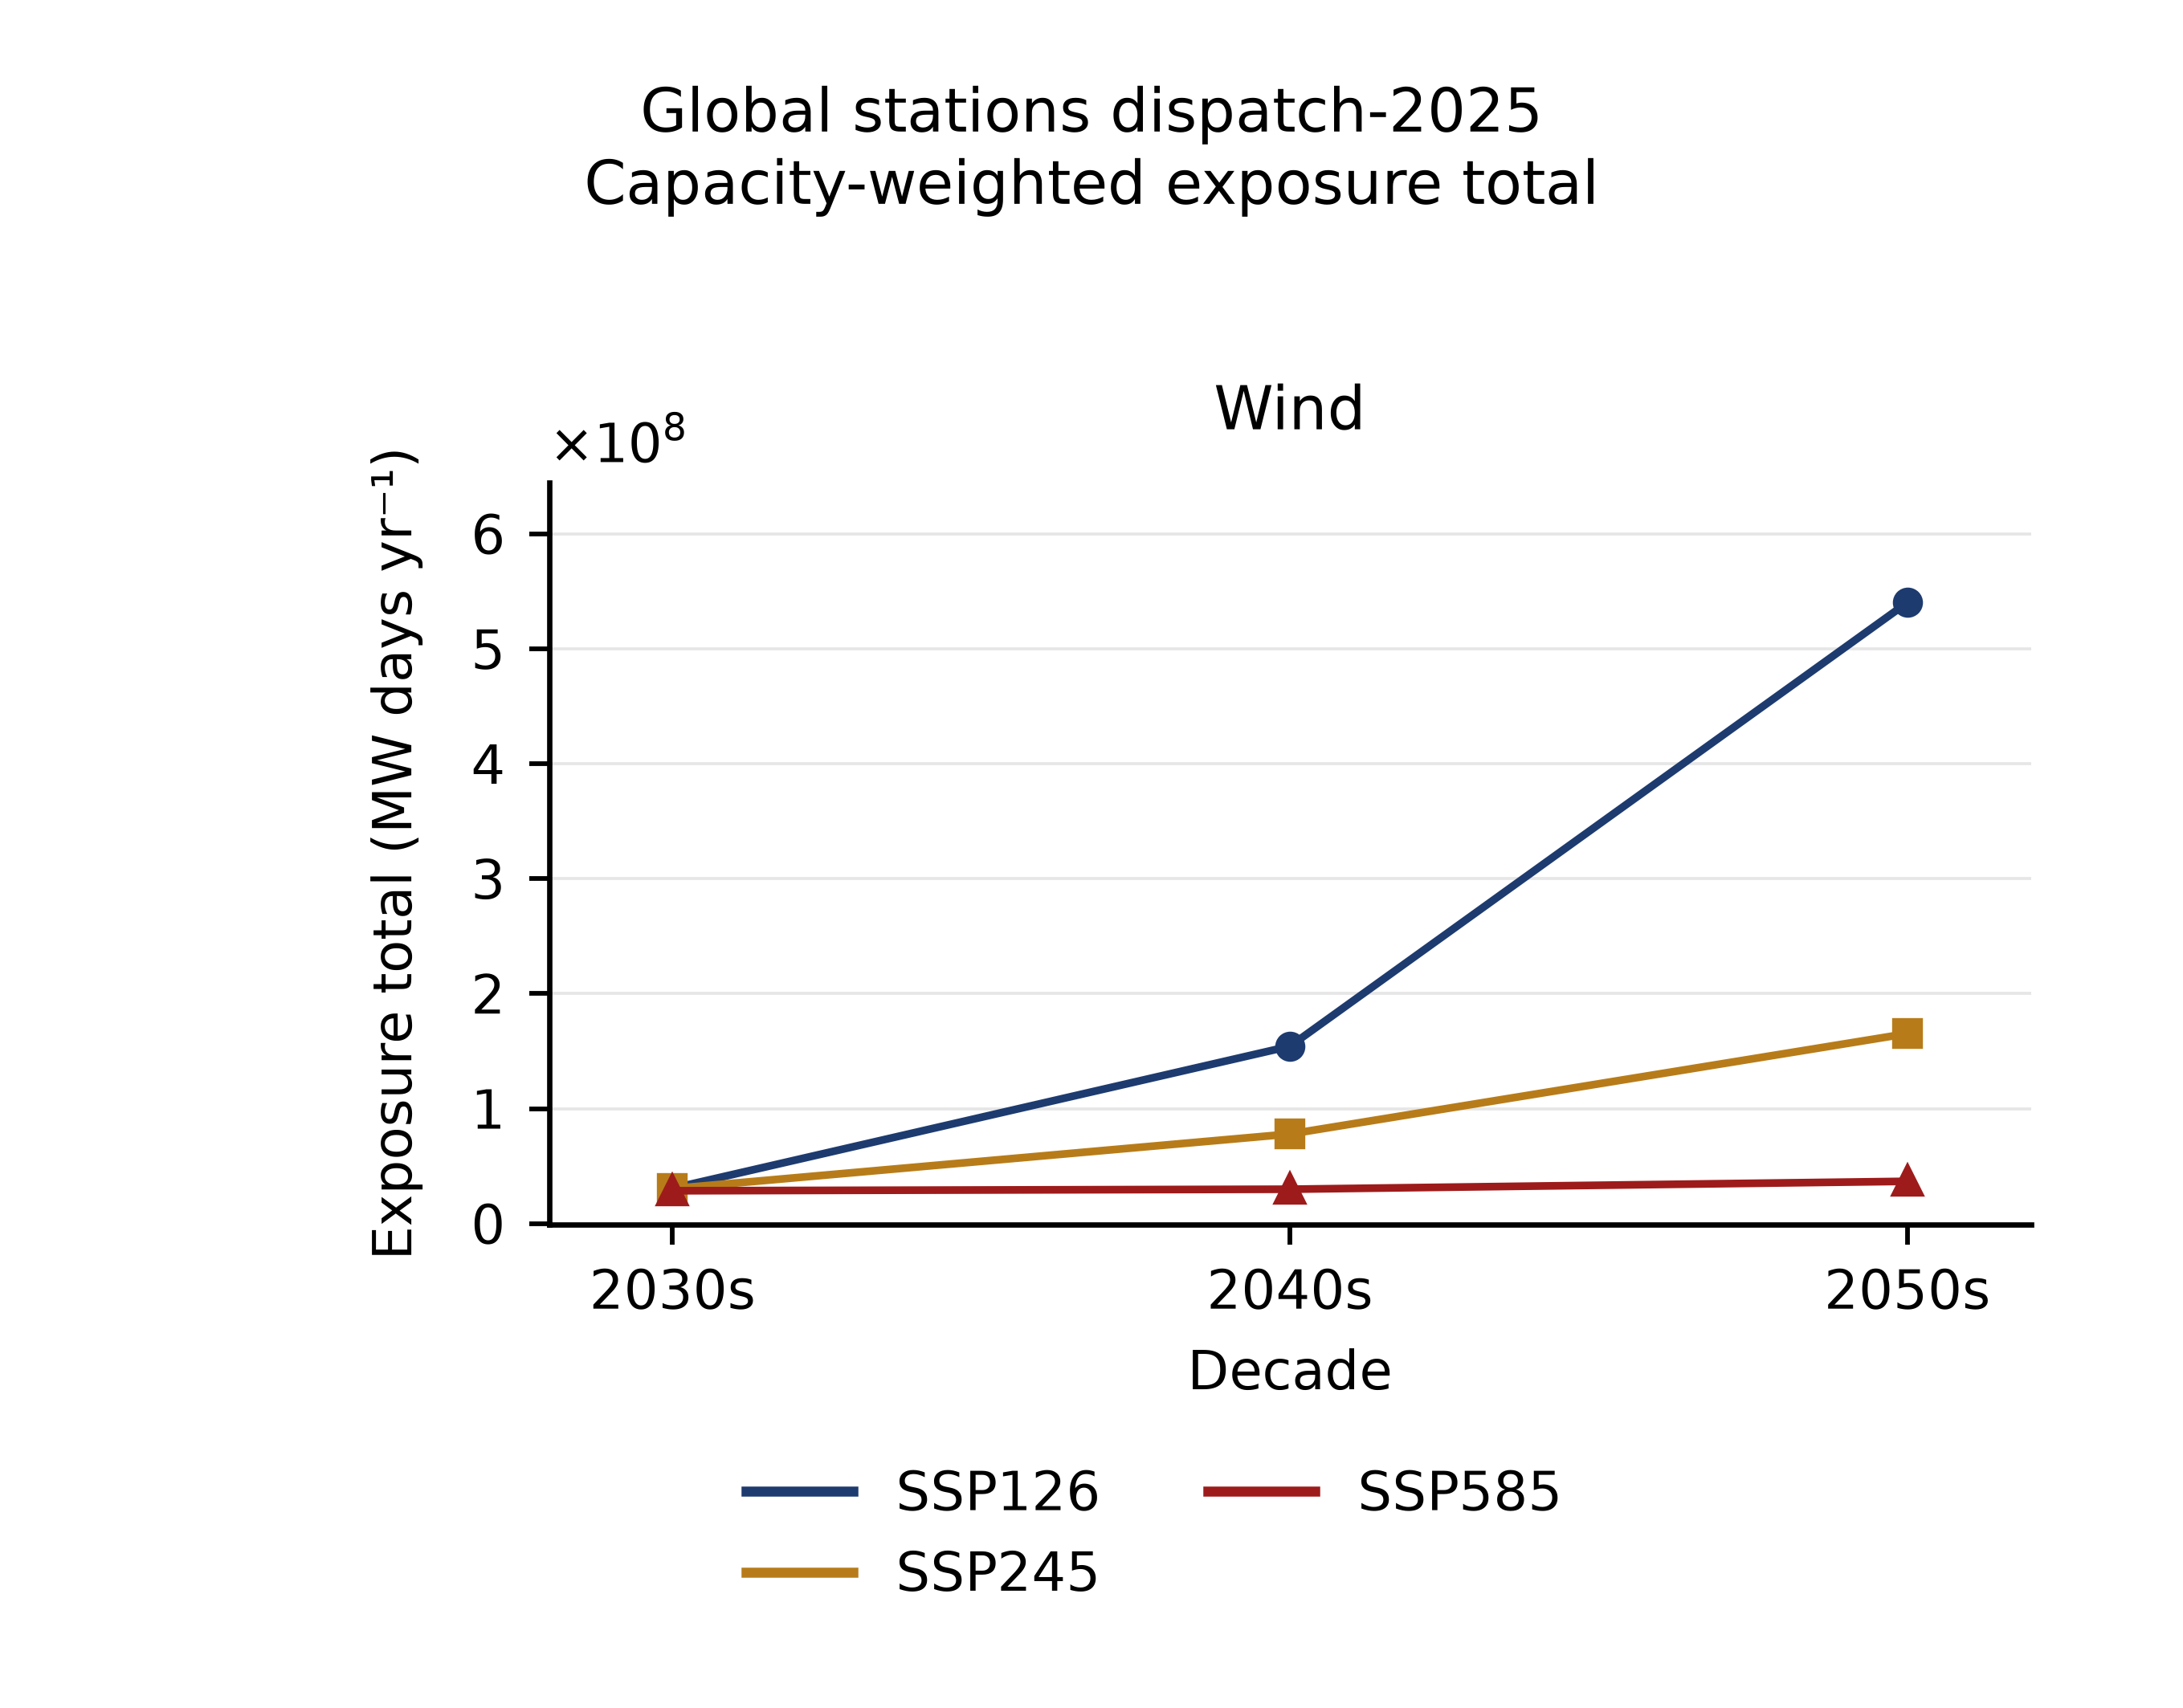 Global stations dispatch-2025
Capacity-weighted exposure total
Wind
×10⁸
Exposure total (MW days yr⁻¹)
6
5
4
3
2
1
0
2030s 2040s 2050s
Decade
SSP126 SSP585
SSP245